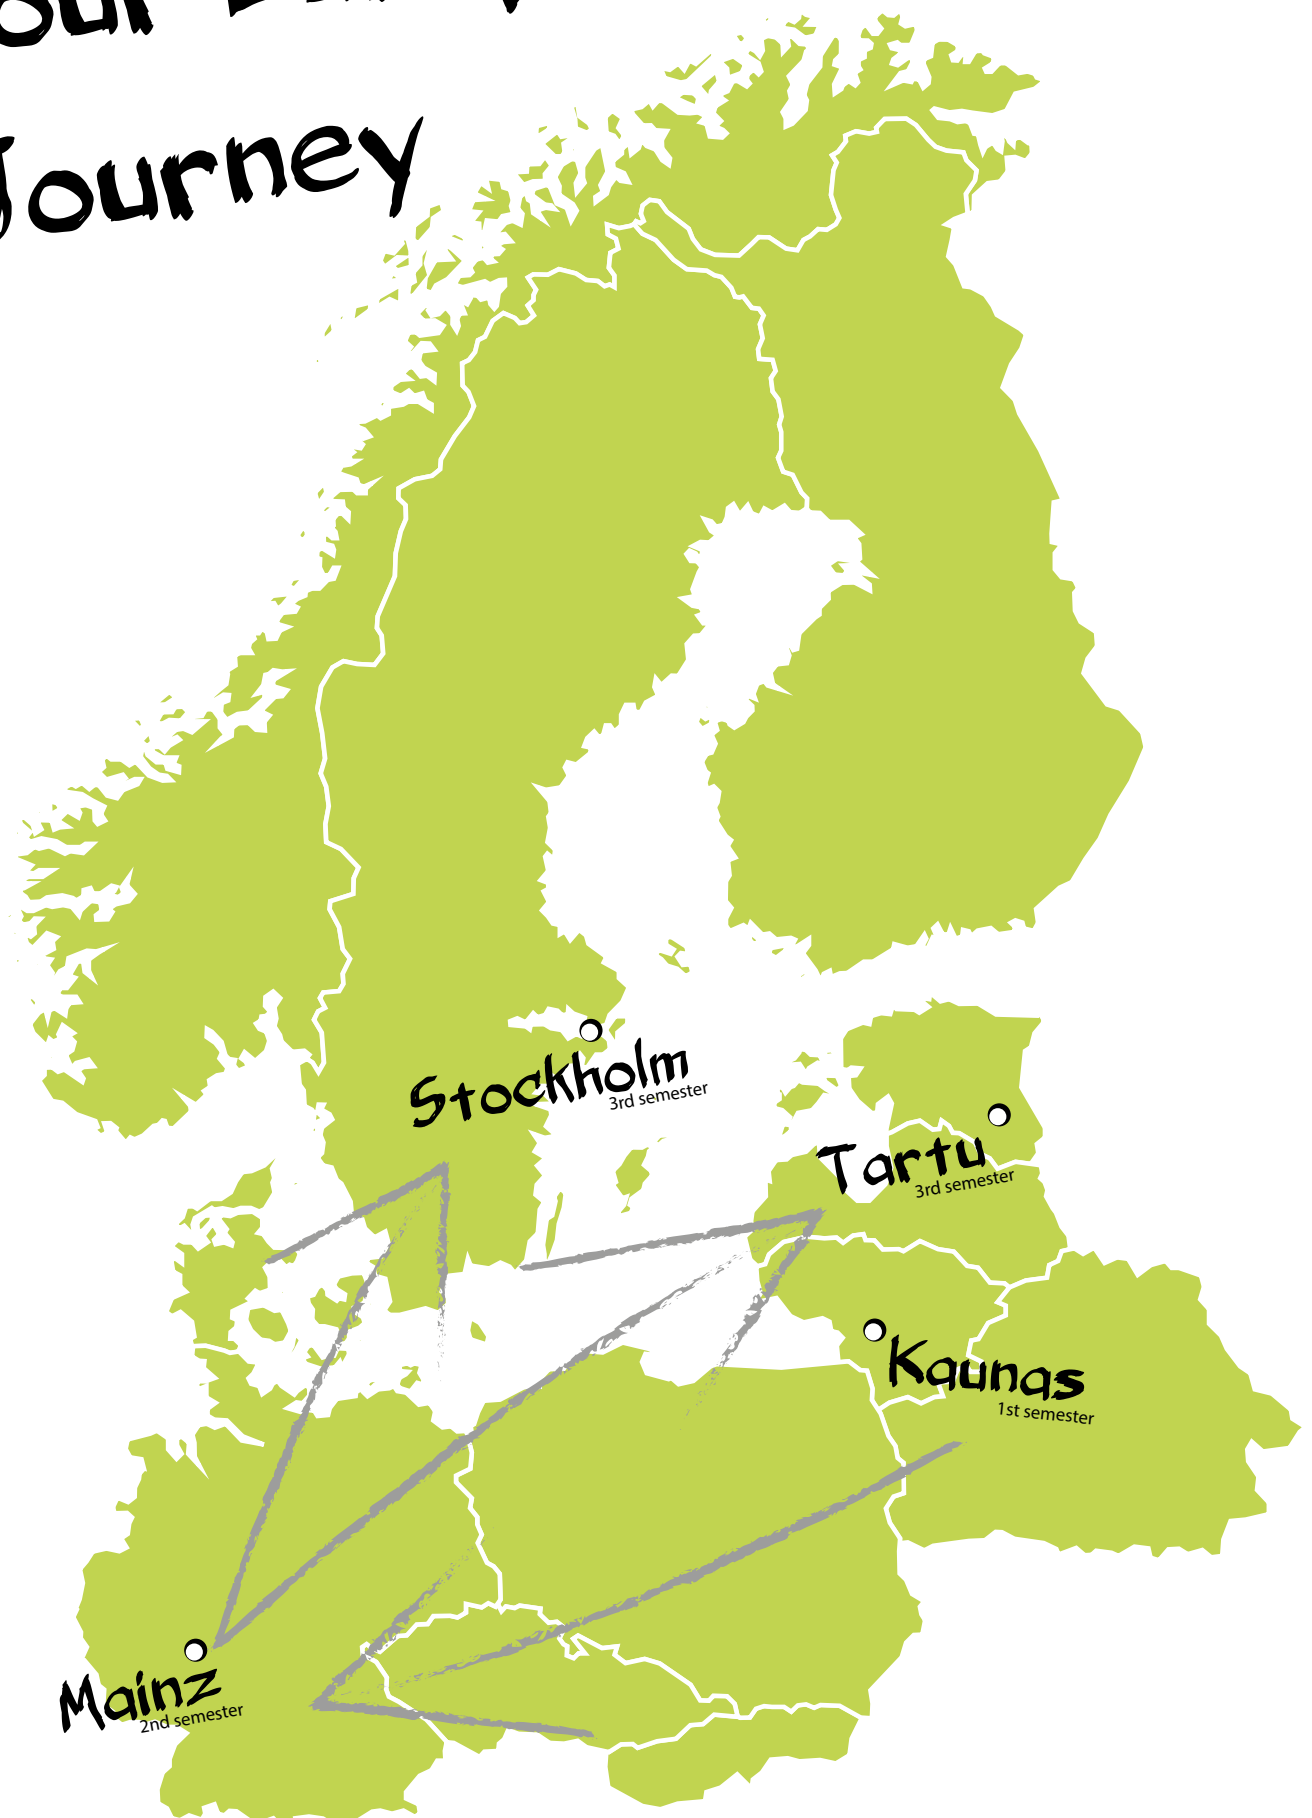 Journey
Stockholm
3rd semester
Tartu
3rd semester
Kaunas
1st semester
Mainz
2nd semester